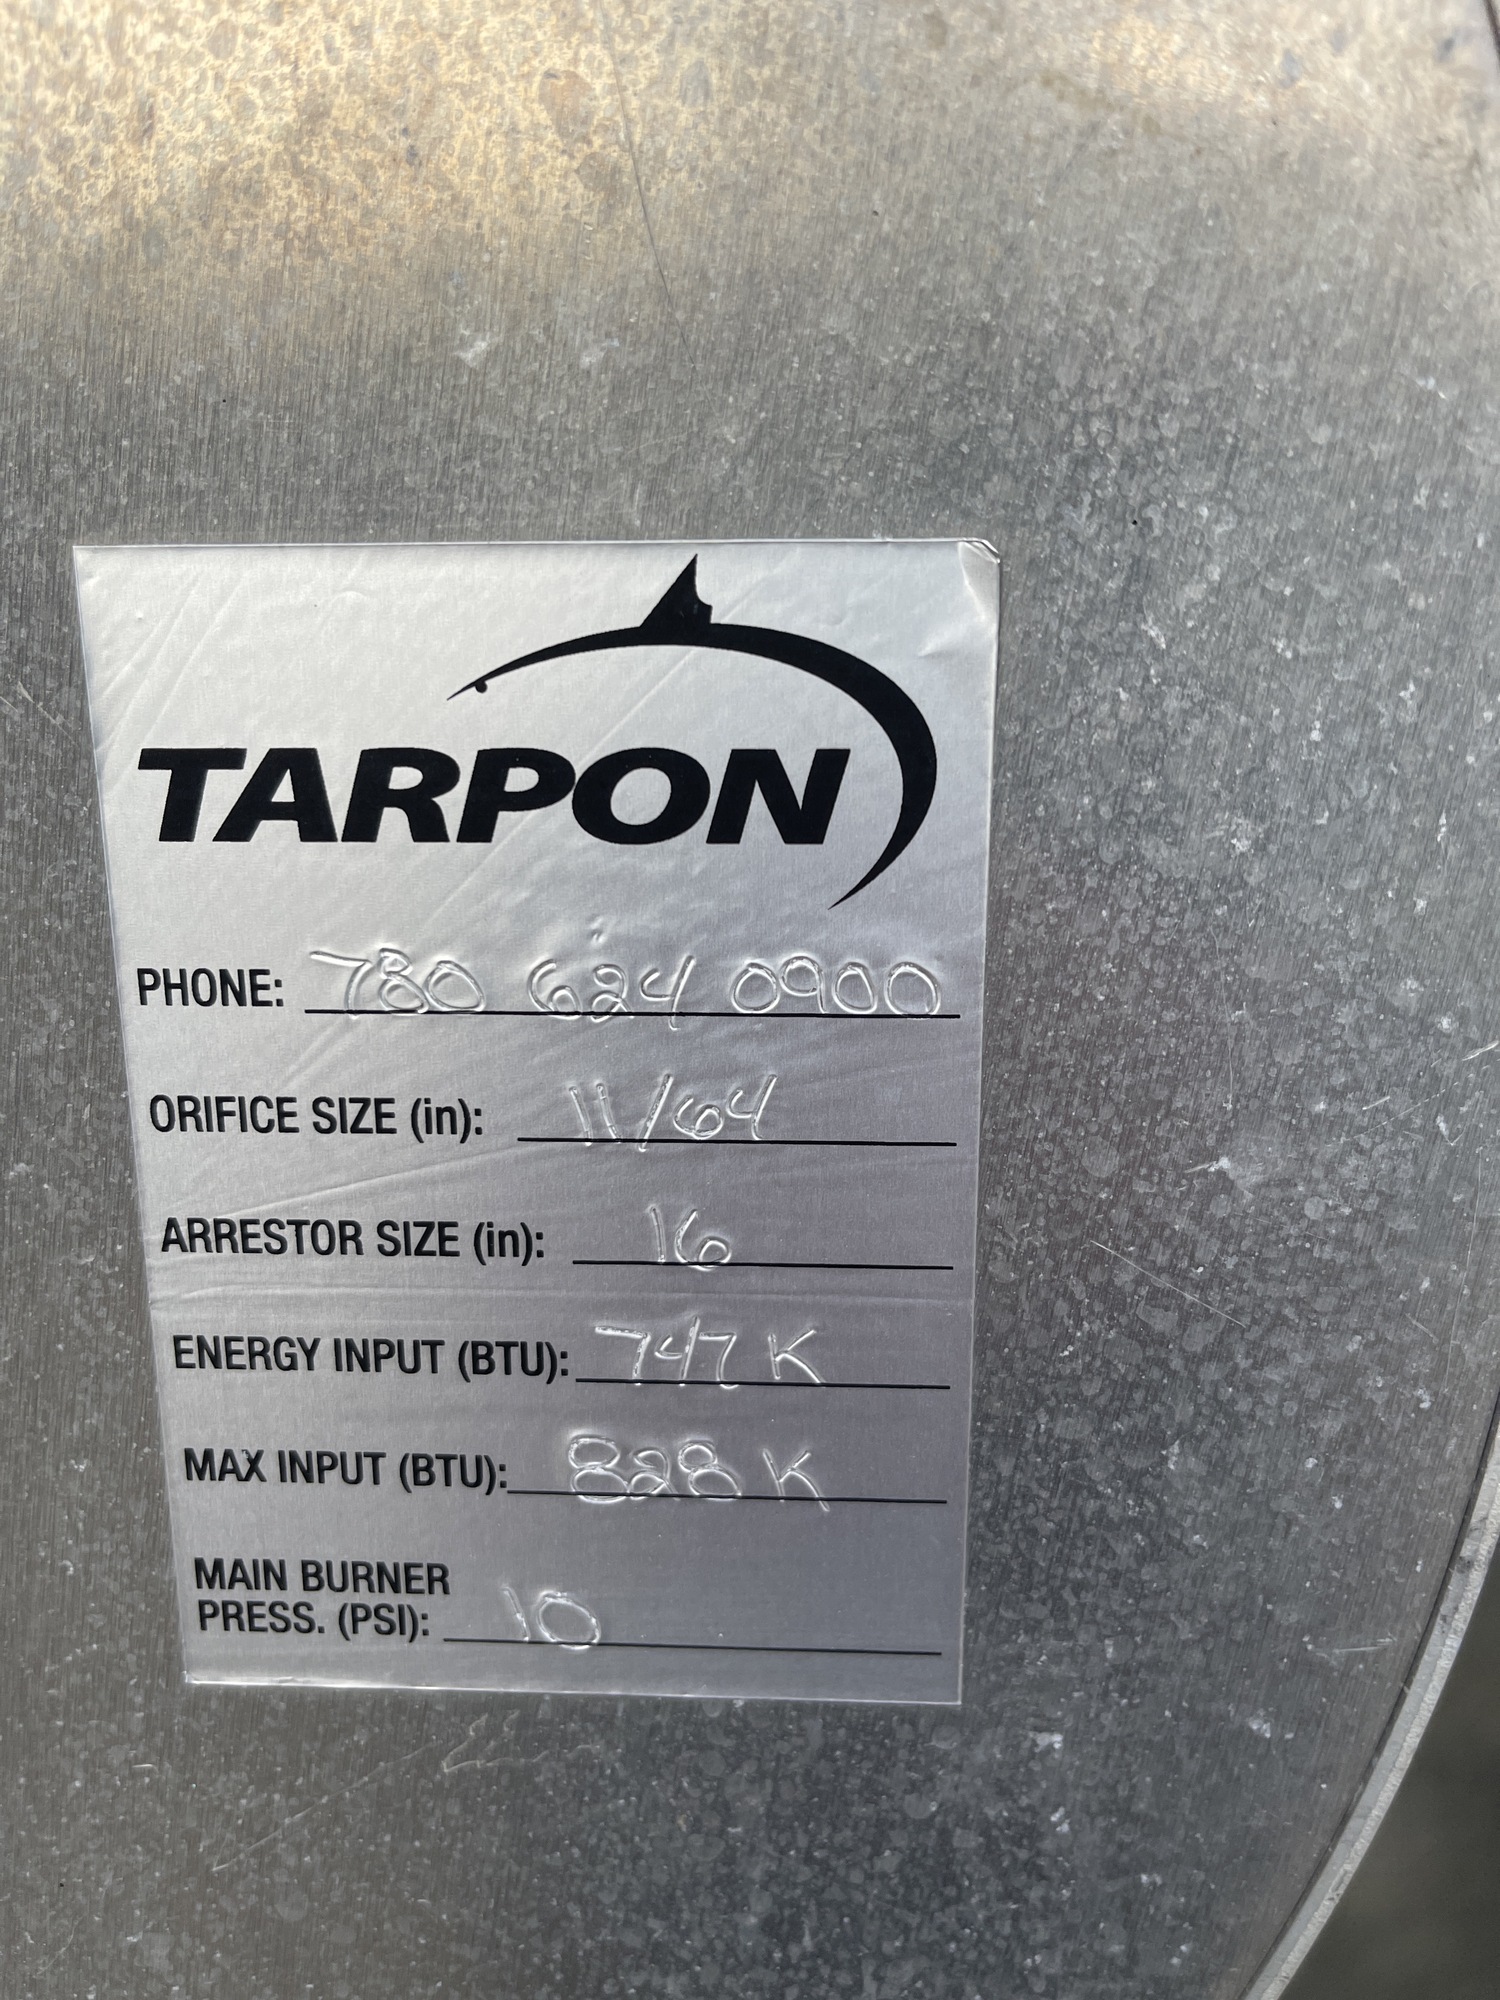 TARPON
PHONE: 780 624 0900
ORIFICE SIZE (in): 11/64
ARRESTOR SIZE (in): 16
ENERGY INPUT (BTU): 747 K
MAX INPUT (BTU): 828 K
MAIN BURNER
PRESS. (PSI): 10